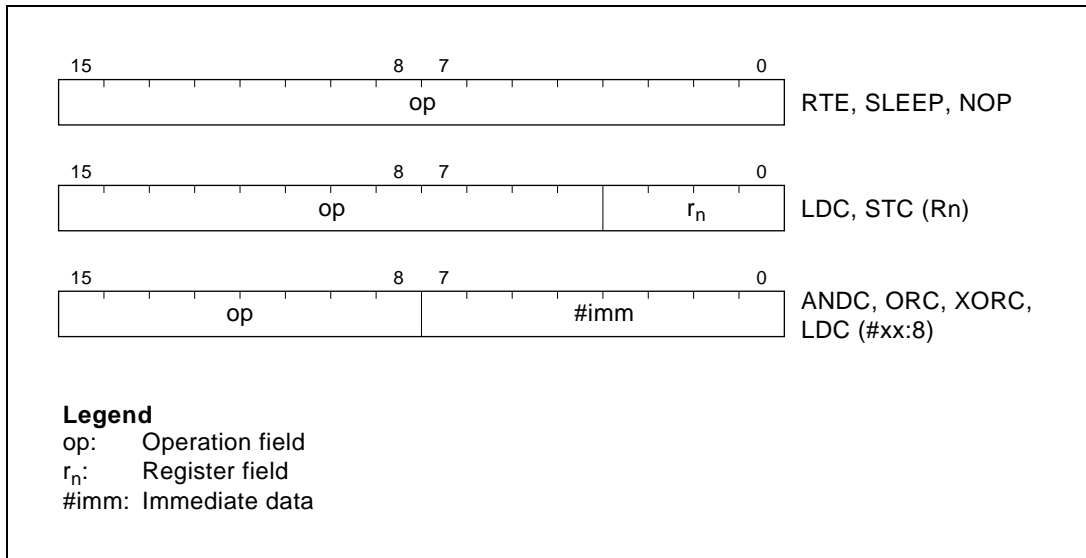 15 8 7 0
op RTE, SLEEP, NOP
15 8 7 0
op rn LDC, STC (Rn)
15 8 7 0
op #imm ANDC, ORC, XORC,
LDC (#xx:8)
Legend
op: Operation field
rn: Register field
#imm: Immediate data